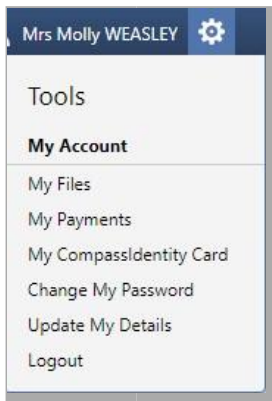 Mrs Molly WEASLEY
Tools
My Account
My Files
My Payments
My CompassIdentity Card
Change My Password
Update My Details
Logout